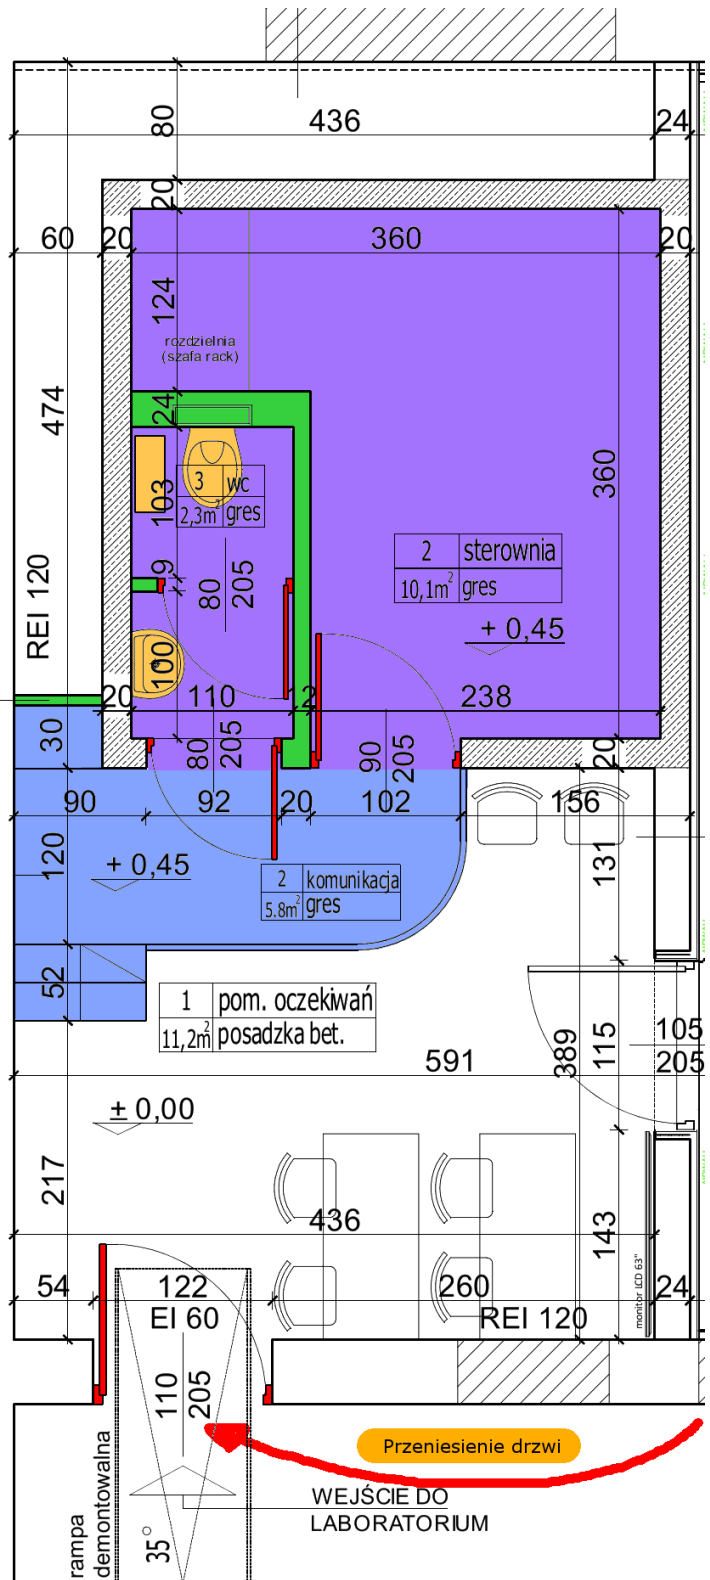 436
24
80
20
60
20
360
20
124
rozdzielnia
(szafa rack)
24
474
360
3 wc
2,3m² gres
103
2 sterownia
10,1m² gres
9
80
205
REI 120
+ 0,45
100
20
110
2
238
30
80
205
90
205
20
90
92
20
102
156
120
+ 0,45
131
2 komunikacja
5.8m² gres
52
1 pom. oczekiwań
11,2m² posadzka bet.
389
115
105
205
591
± 0,00
217
436
143
monitor LCD 63"
54
122
260
24
EI 60
REI 120
110
205
Przeniesienie drzwi
WEJŚCIE DO
LABORATORIUM
rampa
demontowalna
35°